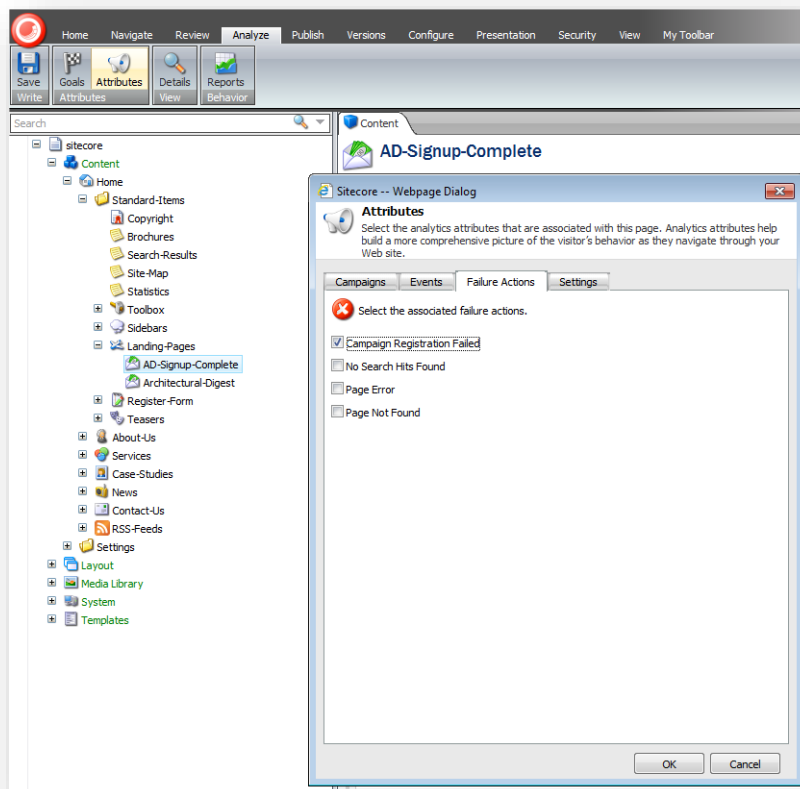 Home Navigate Review Analyze Publish Versions Configure Presentation Security View My Toolbar
Save Goals Attributes Details Reports
Write Attributes View Behavior
Search
Content
AD-Signup-Complete
sitecore
Content
Home
Standard-Items
Copyright
Brochures
Search-Results
Site-Map
Statistics
Toolbox
Sidebars
Landing-Pages
AD-Signup-Complete
Architectural-Digest
Register-Form
Teasers
About-Us
Services
Case-Studies
News
Contact-Us
RSS-Feeds
Settings
Layout
Media Library
System
Templates
Sitecore -- Webpage Dialog
Attributes
Select the analytics attributes that are associated with this page. Analytics attributes help
build a more comprehensive picture of the visitor's behavior as they navigate through your
Web site.
Campaigns Events Failure Actions Settings
Select the associated failure actions.
Campaign Registration Failed
No Search Hits Found
Page Error
Page Not Found
OK Cancel